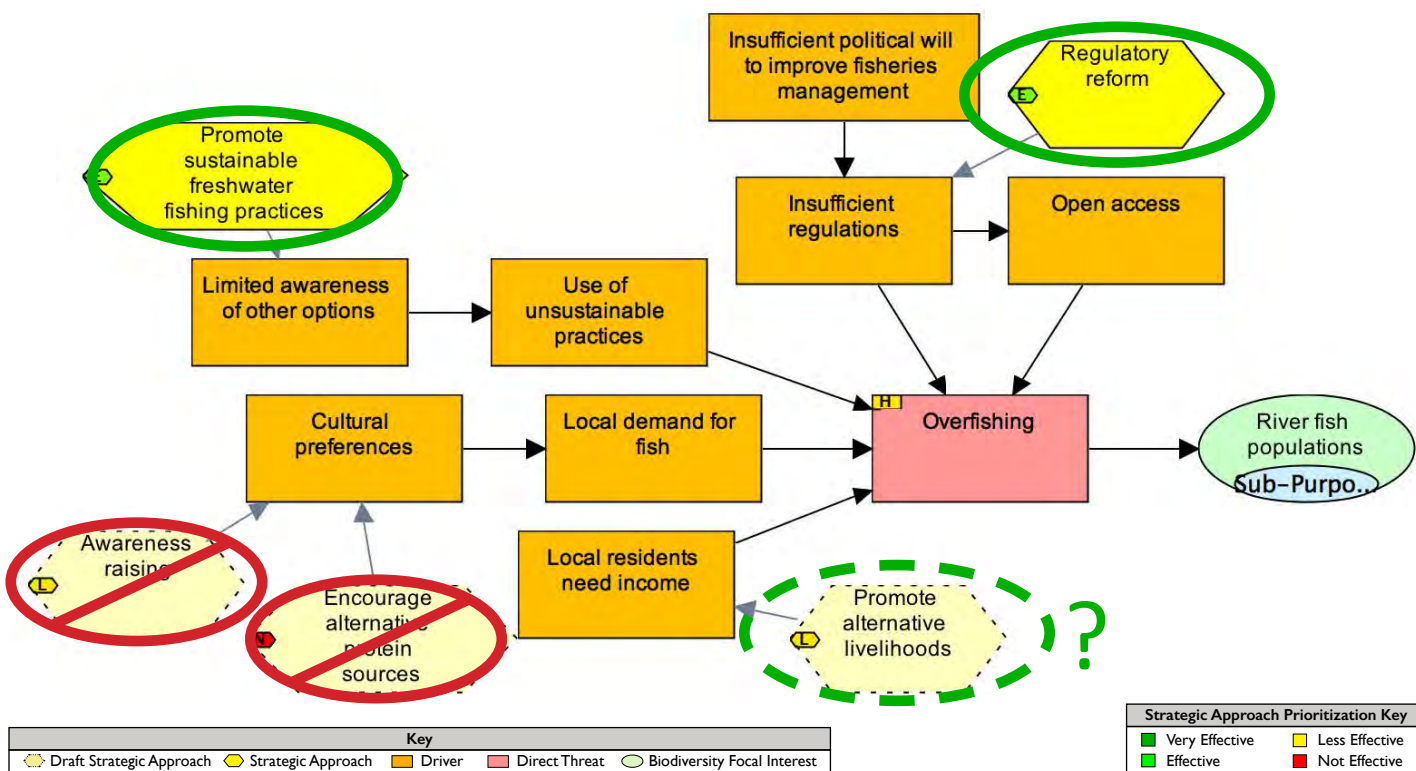 Insufficient political will
to improve fisheries
management
Regulatory
reform
E
Promote
sustainable
freshwater
fishing practices
E
Insufficient
regulations
Open access
Limited awareness
of other options
Use of
unsustainable
practices
Cultural
preferences
Local demand for
fish
H
Overfishing
River fish
populations
Sub-Purpo...
Awareness
raising
L
Encourage
alternative
protein
sources
N
Local residents
need income
Promote
alternative
livelihoods
L
?
Key
Draft Strategic Approach Strategic Approach Driver Direct Threat Biodiversity Focal Interest
Strategic Approach Prioritization Key
Very Effective Less Effective
Effective Not Effective